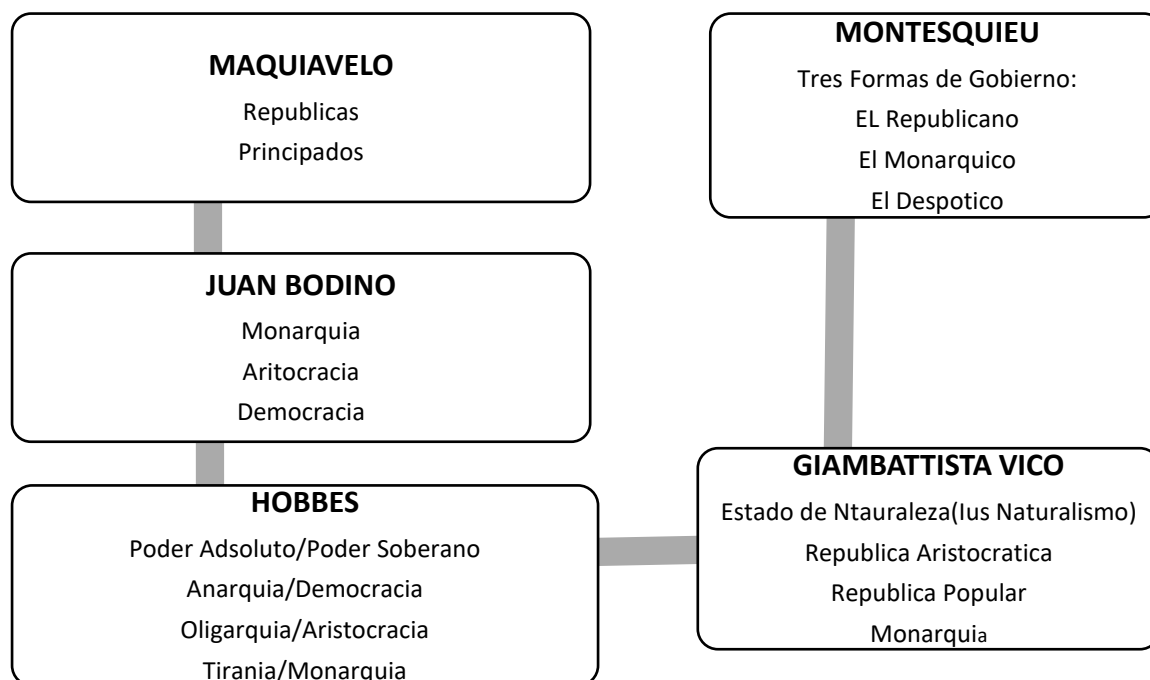 MAQUIAVELO
Republicas
Principados
JUAN BODINO
Monarquia
Aritocracia
Democracia
HOBBES
Poder Adsoluto/Poder Soberano
Anarquia/Democracia
Oligarquia/Aristocracia
Tirania/Monarquia
GIAMBATTISTA VICO
Estado de Ntauraleza(Ius Naturalismo)
Republica Aristocratica
Republica Popular
Monarquia
MONTESQUIEU
Tres Formas de Gobierno:
EL Republicano
El Monarquico
El Despotico